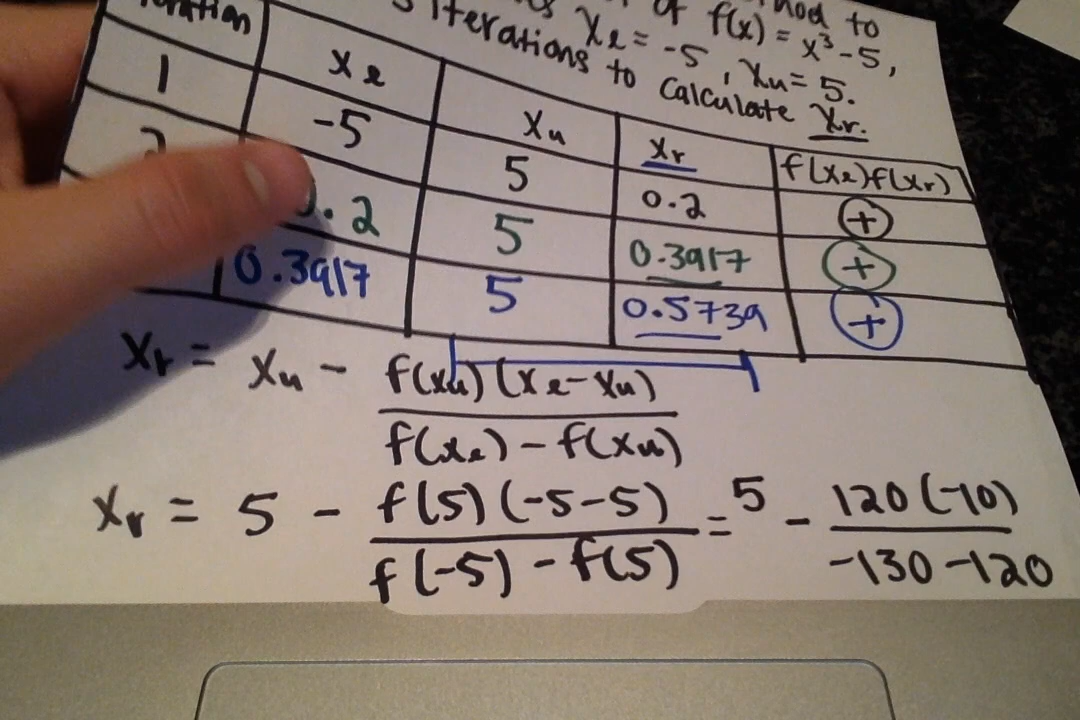 of f(x) = x³ - 5,
Xₗ = -5, Xᵤ = 5.
Iterations to calculate Xᵣ.
Xₗ Xᵤ Xᵣ f(Xₗ)f(Xᵣ)
1 -5 5 0.2 +
2 0.2 5 0.3917 +
0.3917 5 0.5739 +
Xᵣ = Xᵤ - f(Xᵤ)(Xₗ-Xᵤ) / f(Xₗ)-f(Xᵤ)
Xᵣ = 5 - f(5)(-5-5) / f(-5)-f(5) = 5 - 120(-10) / -130-120